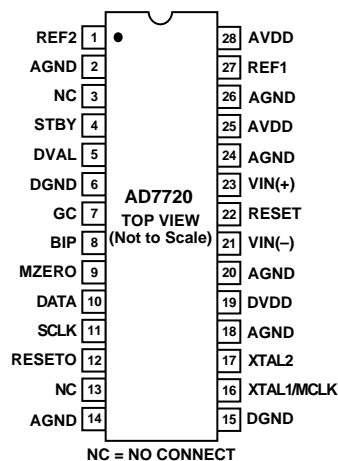 REF2 1 28 AVDD
AGND 2 27 REF1
NC 3 26 AGND
STBY 4 25 AVDD
DVAL 5 24 AGND
DGND 6 23 VIN(+)
AD7720
GC 7 22 RESET
TOP VIEW
(Not to Scale)
BIP 8 21 VIN(–)
MZERO 9 20 AGND
DATA 10 19 DVDD
SCLK 11 18 AGND
RESETO 12 17 XTAL2
NC 13 16 XTAL1/MCLK
AGND 14 15 DGND
NC = NO CONNECT